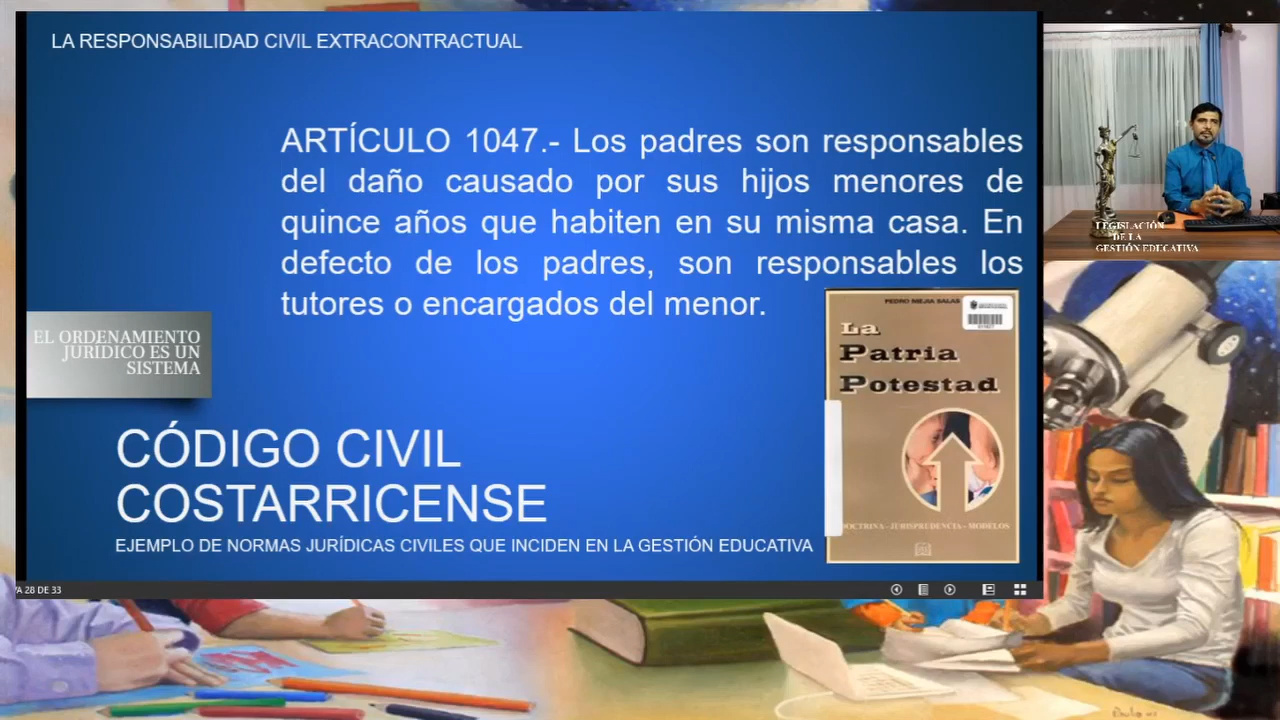 LA RESPONSABILIDAD CIVIL EXTRACONTRACTUAL
ARTÍCULO 1047.- Los padres son responsables
del daño causado por sus hijos menores de
quince años que habiten en su misma casa. En
defecto de los padres, son responsables los
tutores o encargados del menor.
EL ORDENAMIENTO
JURIDICO ES UN
SISTEMA
CÓDIGO CIVIL
COSTARRICENSE
EJEMPLO DE NORMAS JURÍDICAS CIVILES QUE INCIDEN EN LA GESTIÓN EDUCATIVA
PEDRO MEJIA SALAS
La
Patria
Potestad
DOCTRINA - JURISPRUDENCIA - MODELOS
28 DE 33
LEGISLACIÓN
DE LA
GESTIÓN EDUCATIVA